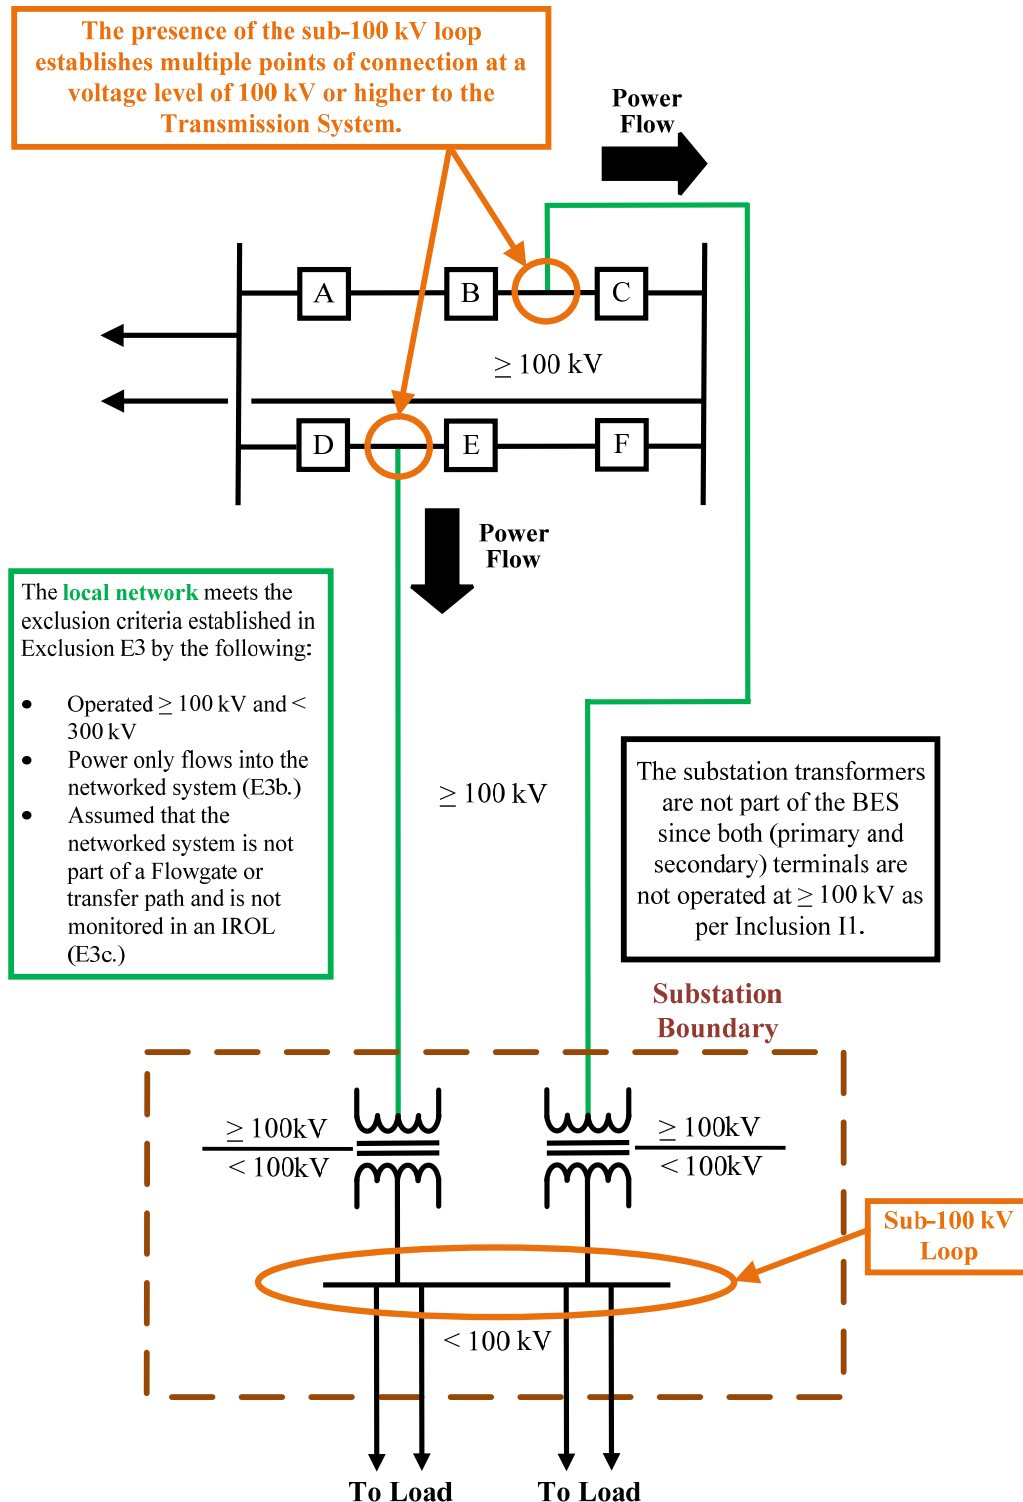 The presence of the sub-100 kV loop
establishes multiple points of connection at a
voltage level of 100 kV or higher to the
Transmission System.
Power
Flow
A
B
C
≥ 100 kV
D
E
F
Power
Flow
The local network meets the
exclusion criteria established in
Exclusion E3 by the following:
• Operated ≥ 100 kV and <
300 kV
• Power only flows into the
networked system (E3b.)
• Assumed that the
networked system is not
part of a Flowgate or
transfer path and is not
monitored in an IROL
(E3c.)
≥ 100 kV
The substation transformers
are not part of the BES
since both (primary and
secondary) terminals are
not operated at ≥ 100 kV as
per Inclusion I1.
Substation
Boundary
≥ 100kV
< 100kV
≥ 100kV
< 100kV
Sub-100 kV
Loop
< 100 kV
To Load
To Load